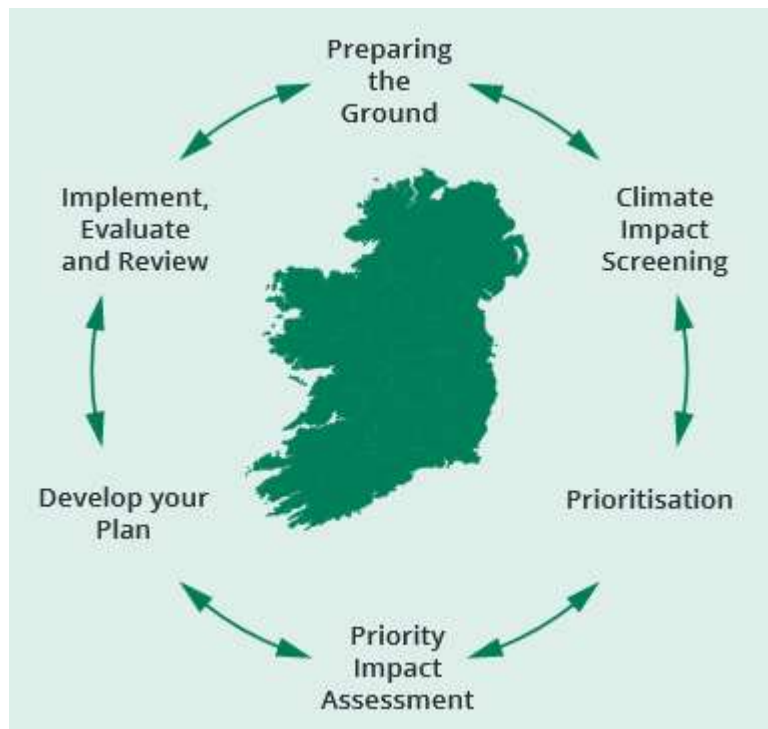 Preparing
the
Ground
Climate
Impact
Screening
Prioritisation
Priority
Impact
Assessment
Develop your
Plan
Implement,
Evaluate
and Review